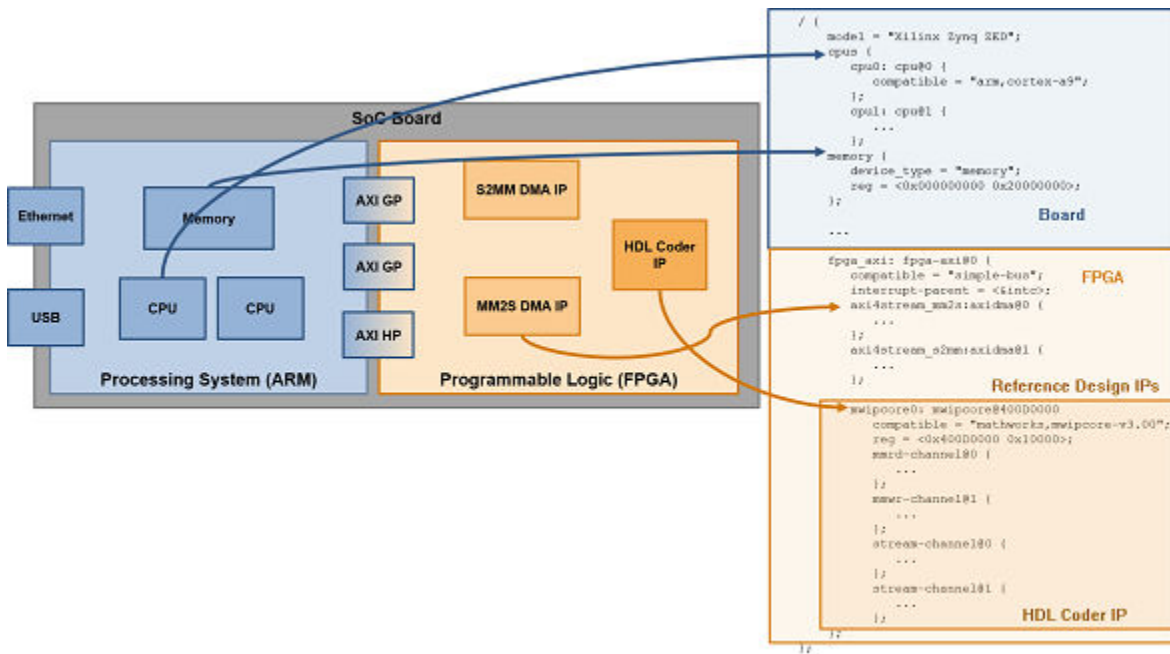 SoC Board
Ethernet
USB
Memory
CPU
CPU
Processing System (ARM)
AXI GP
AXI GP
AXI HP
S2MM DMA IP
MM2S DMA IP
HDL Coder
IP
Programmable Logic (FPGA)
/ {
model = "Xilinx Zynq ZED";
cpus {
cpu0: cpu@0 {
compatible = "arm,cortex-a9";
};
cpu1: cpu@1 {
...
};
memory {
device_type = "memory";
reg = <0x000000000 0x20000000>;
};
Board
...
fpga_axi: fpga-axi@0 {
FPGA
compatible = "simple-bus";
interrupt-parent = <&intc>;
axi4stream_mm2s:axidma@0 {
...
};
axi4stream_s2mm:axidma@1 {
...
};
Reference Design IPs
mwipcore0: mwipcore@400D0000
compatible = "mathworks,mwipcore-v3.00";
reg = <0x400D0000 0x10000>;
mmrd-channel@0 {
...
};
mmwr-channel@1 {
...
};
stream-channel@0 {
...
};
stream-channel@1 {
...
};
HDL Coder IP
};
};